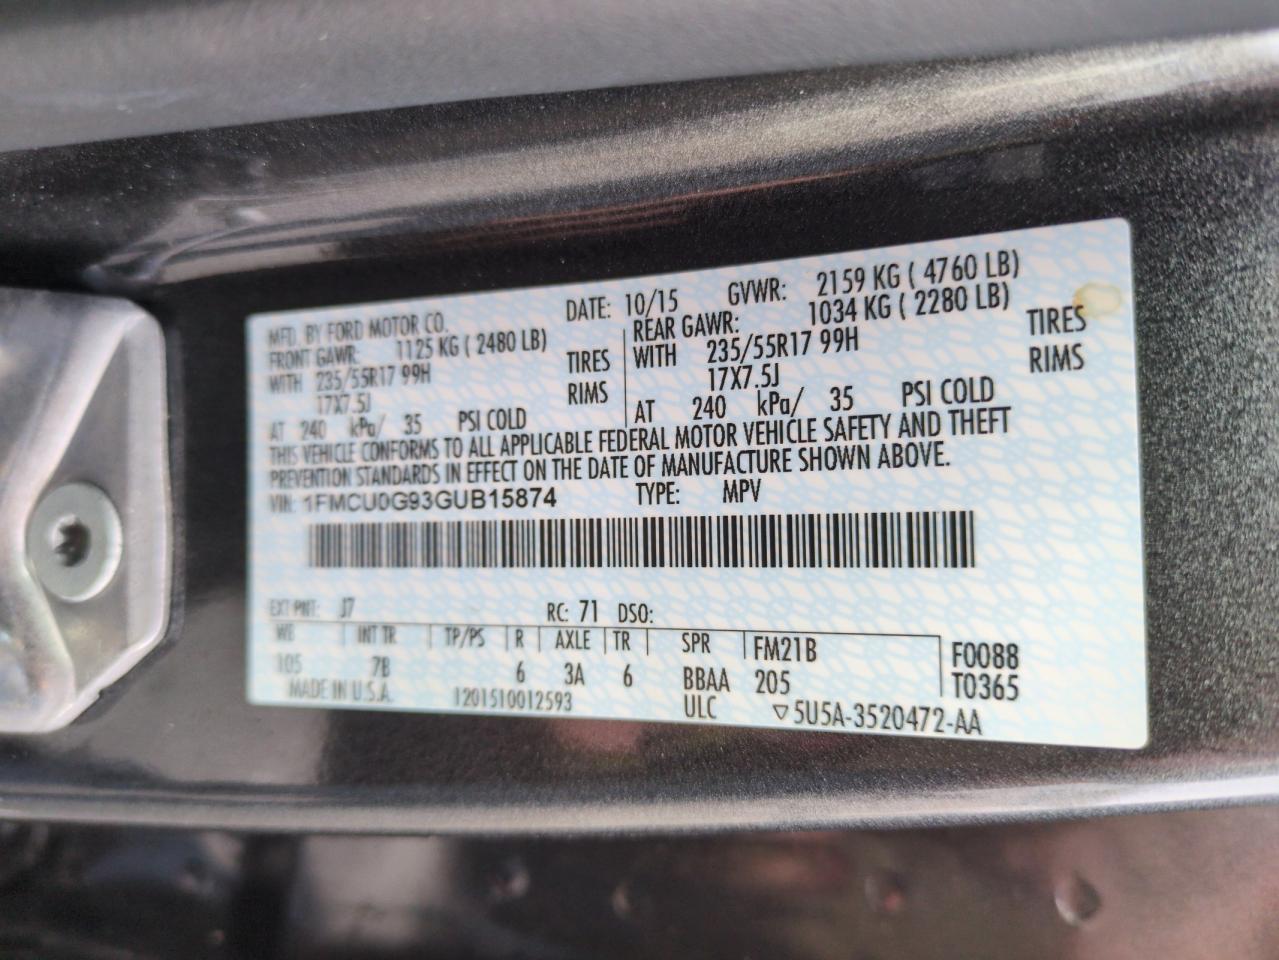 MFD. BY FORD MOTOR CO. DATE: 10/15 GVWR: 2159 KG ( 4760 LB)
FRONT GAWR: 1125 KG ( 2480 LB) REAR GAWR: 1034 KG ( 2280 LB)
WITH 235/55R17 99H TIRES WITH 235/55R17 99H TIRES
17X7.5J RIMS 17X7.5J RIMS
AT 240 kPa/ 35 PSI COLD AT 240 kPa/ 35 PSI COLD
THIS VEHICLE CONFORMS TO ALL APPLICABLE FEDERAL MOTOR VEHICLE SAFETY AND THEFT
PREVENTION STANDARDS IN EFFECT ON THE DATE OF MANUFACTURE SHOWN ABOVE.
VIN: 1FMCU0G93GUB15874 TYPE: MPV
EXT PNT: J7 RC: 71 DSO:
WB INT TR TP/PS R AXLE TR SPR FM21B F0088
105 7B 6 3A 6 BBAA 205 T0365
MADE IN U.S.A. 1201510012593 ULC ▽5U5A-3520472-AA